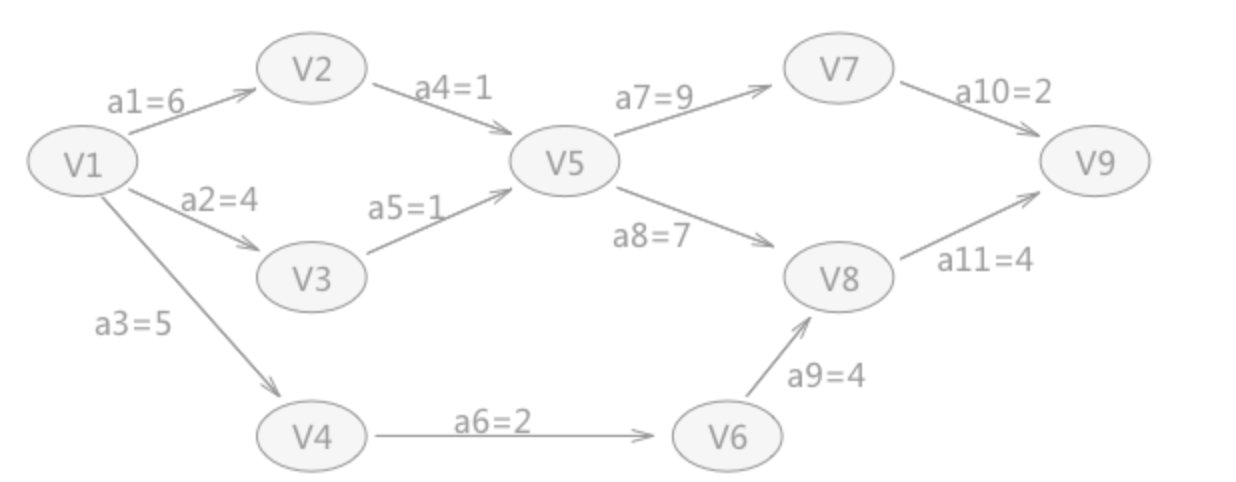 V2
V7
a4=1
a10=2
a1=6
a7=9
V1
V5
V9
a2=4
a5=1
a8=7
a11=4
V3
V8
a3=5
a9=4
a6=2
V4
V6